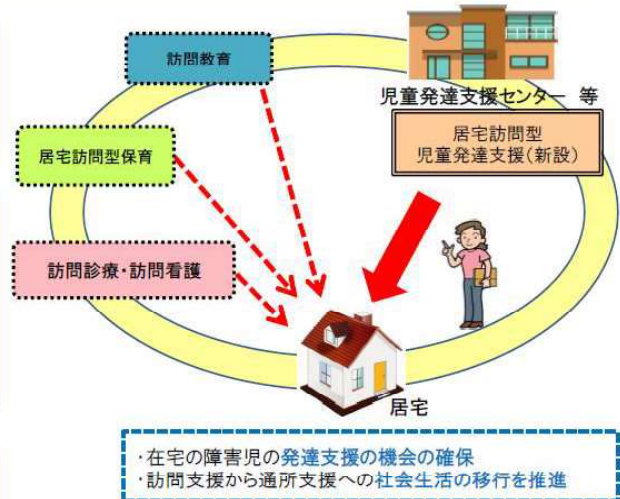 訪問教育
児童発達支援センター 等
居宅訪問型
児童発達支援(新設)
居宅訪問型保育
訪問診療・訪問看護
居宅
・在宅の障害児の発達支援の機会の確保
・訪問支援から通所支援への社会生活の移行を推進